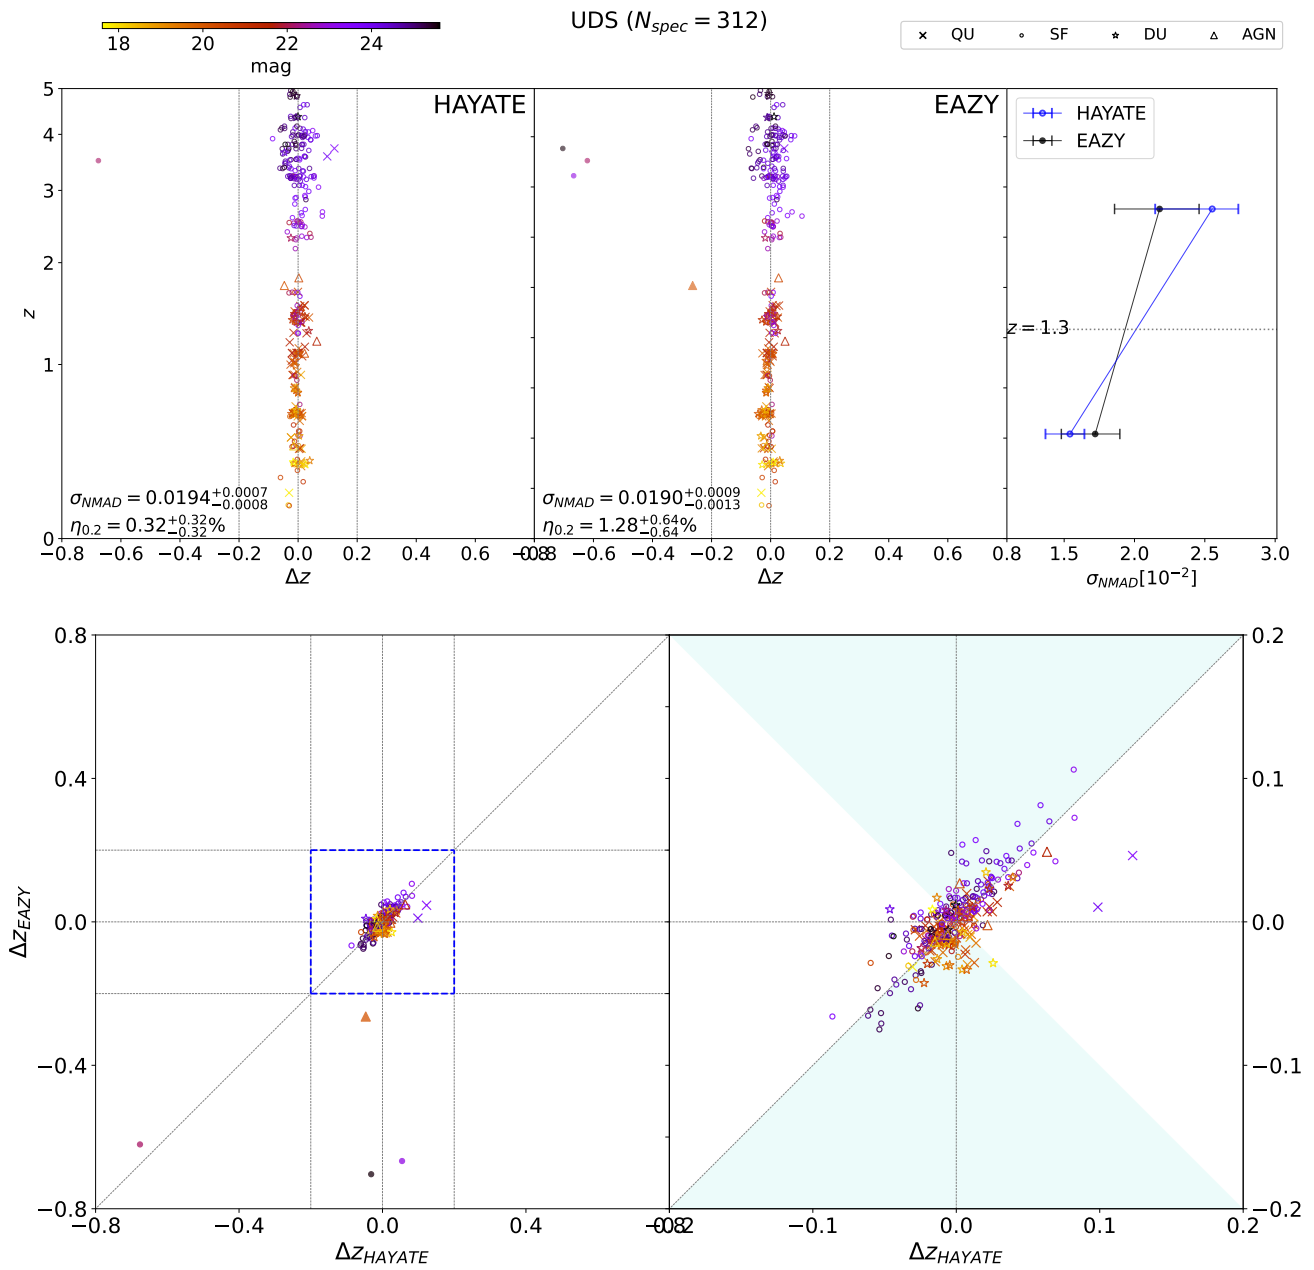 UDS (N_spec = 312)
18 20 22 24
mag
QU SF DU AGN
HAYATE
EAZY
HAYATE
EAZY
5
4
3
2
1
0
z
z = 1.3
σ_NMAD = 0.0194 +0.0007 −0.0008
η_0.2 = 0.32 +0.32 −0.32 %
σ_NMAD = 0.0190 +0.0009 −0.0013
η_0.2 = 1.28 +0.64 −0.64 %
−0.8 −0.6 −0.4 −0.2 0.0 0.2 0.4 0.6 0.8
−0.8 −0.6 −0.4 −0.2 0.0 0.2 0.4 0.6 0.8
1.5 2.0 2.5 3.0
Δz
Δz
σ_NMAD [10^−2]
0.8
0.4
0.0
−0.4
−0.8
Δz_EAZY
0.2
0.1
0.0
−0.1
−0.2
−0.8 −0.4 0.0 0.4 0.8
−0.2 −0.1 0.0 0.1 0.2
Δz_HAYATE
Δz_HAYATE